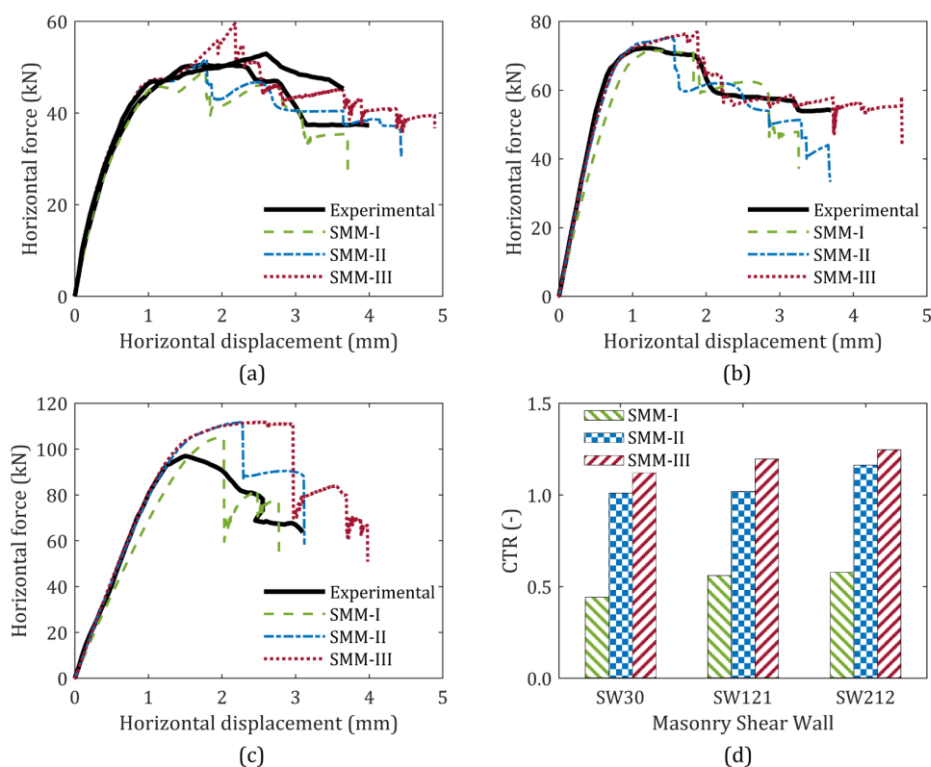 60
40
20
0
Horizontal force (kN)
Experimental
SMM-I
SMM-II
SMM-III
0 1 2 3 4 5
Horizontal displacement (mm)
(a)
80
60
40
20
0
Horizontal force (kN)
Experimental
SMM-I
SMM-II
SMM-III
0 1 2 3 4 5
Horizontal displacement (mm)
(b)
120
100
80
60
40
20
0
Horizontal force (kN)
Experimental
SMM-I
SMM-II
SMM-III
0 1 2 3 4 5
Horizontal displacement (mm)
(c)
1.5
1.0
0.5
0.0
CTR (-)
SMM-I
SMM-II
SMM-III
SW30 SW121 SW212
Masonry Shear Wall
(d)